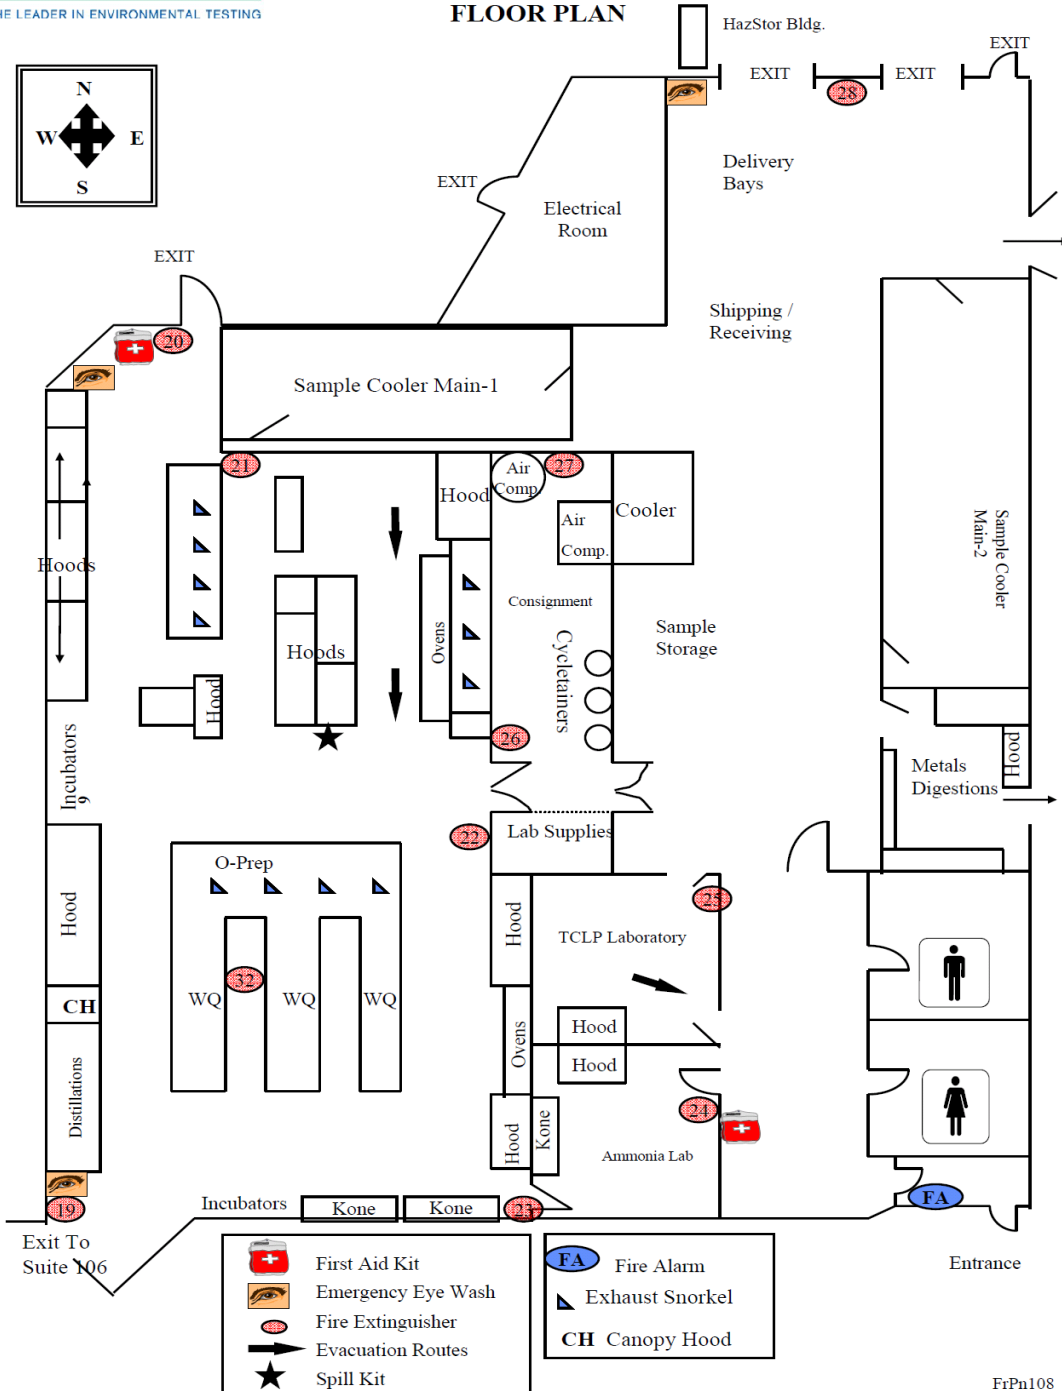 HE LEADER IN ENVIRONMENTAL TESTING
FLOOR PLAN
HazStor Bldg.
EXIT
EXIT
EXIT
28
N
W
E
S
Delivery
Bays
EXIT
Electrical
Room
EXIT
Shipping /
Receiving
20
Sample Cooler Main-1
21
Hood
Air
Comp.
27
Cooler
Air
Comp.
Sample Cooler
Main-2
Hoods
Consignment
Ovens
Cycletainers
Sample
Storage
Hoods
Hood
26
Incubators
9
Metals
Digestions
Hood
22
Lab Supplies
O-Prep
Hood
Hood
25
TCLP Laboratory
WQ
32
WQ
WQ
CH
Hood
Ovens
Hood
Distillations
24
Hood
Kone
Ammonia Lab
19
Incubators
Kone
Kone
23
FA
Exit To
Suite 106
Entrance
First Aid Kit
Emergency Eye Wash
Fire Extinguisher
Evacuation Routes
Spill Kit
FA Fire Alarm
Exhaust Snorkel
CH Canopy Hood
FrPn108